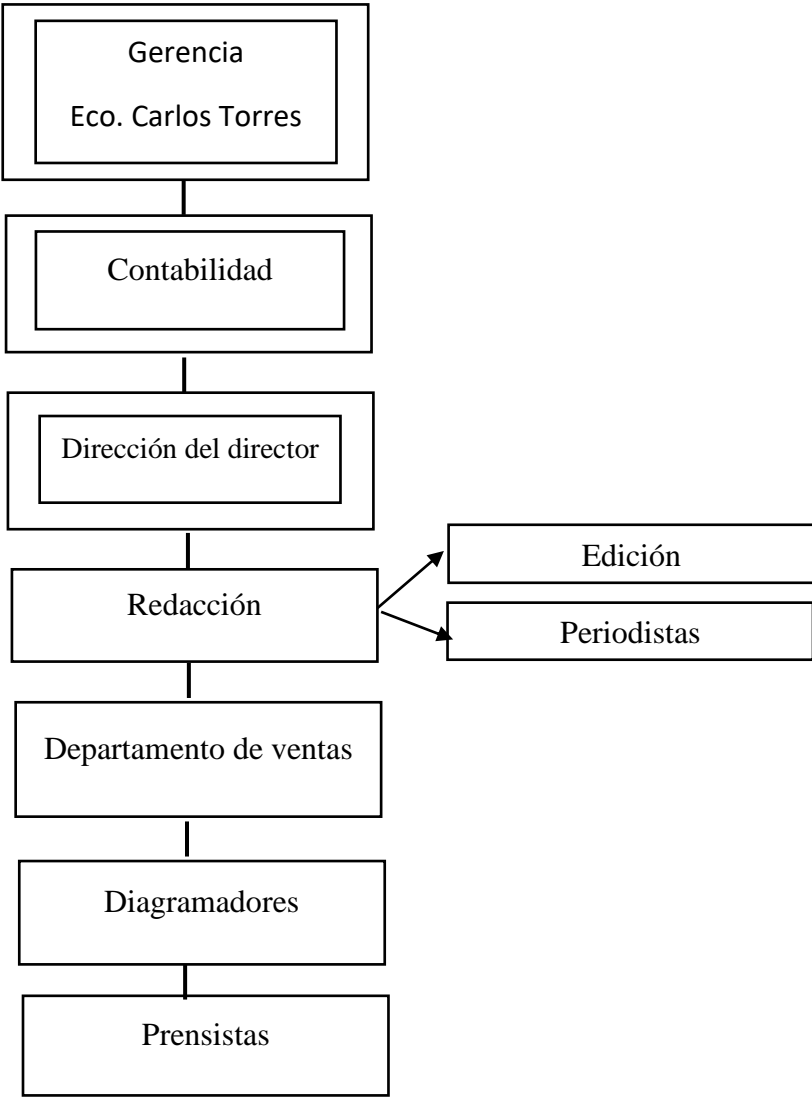 Gerencia
Eco. Carlos Torres
Contabilidad
Dirección del director
Redacción
Edición
Periodistas
Departamento de ventas
Diagramadores
Prensistas